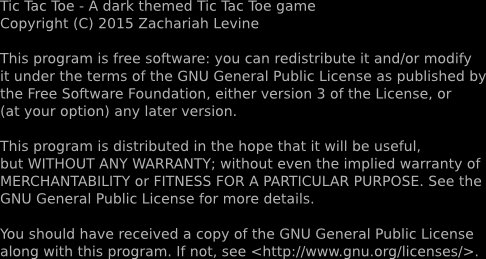 Tic Tac Toe - A dark themed Tic Tac Toe game
Copyright (C) 2015 Zachariah Levine

This program is free software: you can redistribute it and/or modify
it under the terms of the GNU General Public License as published by
the Free Software Foundation, either version 3 of the License, or
(at your option) any later version.

This program is distributed in the hope that it will be useful,
but WITHOUT ANY WARRANTY; without even the implied warranty of
MERCHANTABILITY or FITNESS FOR A PARTICULAR PURPOSE. See the
GNU General Public License for more details.

You should have received a copy of the GNU General Public License
along with this program. If not, see <http://www.gnu.org/licenses/>.